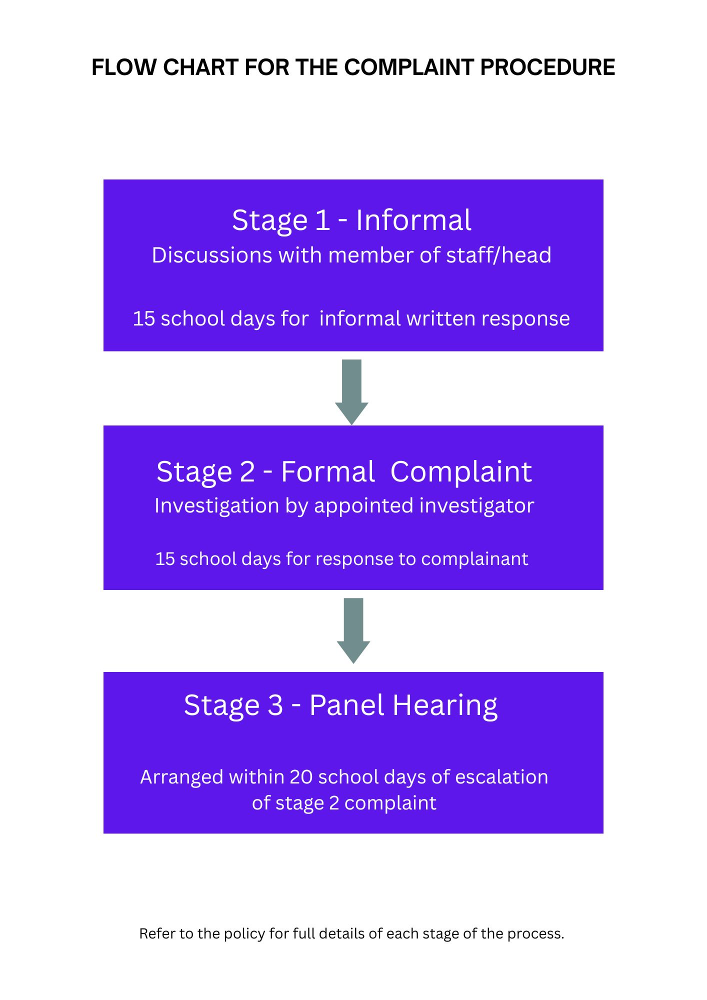 FLOW CHART FOR THE COMPLAINT PROCEDURE
Stage 1 - Informal
Discussions with member of staff/head
15 school days for  informal written response
Stage 2 - Formal  Complaint
Investigation by appointed investigator
15 school days for response to complainant
Stage 3 - Panel Hearing
Arranged within 20 school days of escalation
of stage 2 complaint
Refer to the policy for full details of each stage of the process.